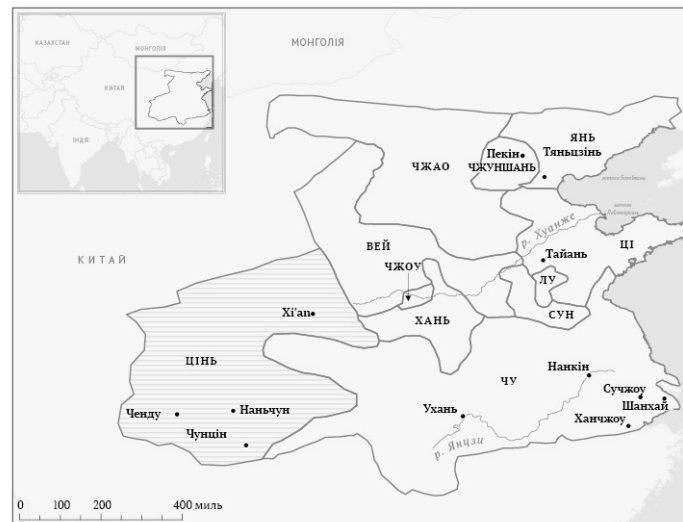 КАЗАХСТАН
МОНГОЛІЯ
КИТАЙ
ІНДІЯ
МОНГОЛІЯ
ЯНЬ
Тяньцзінь
Пекін
ЧЖУНШАНЬ
ЧЖАО
р. Хуанже
ВЕЙ
ЦІ
КИТАЙ
ЧЖОУ
Тайань
ЛУ
Xi'an
ХАНЬ
СУН
ЦІНЬ
Нанкін
ЧУ
Сучжоу
Ченду
Наньчун
Ухань
Шанхай
Ханчжоу
Чунцін
р. Янцзи
0 100 200 400 миль